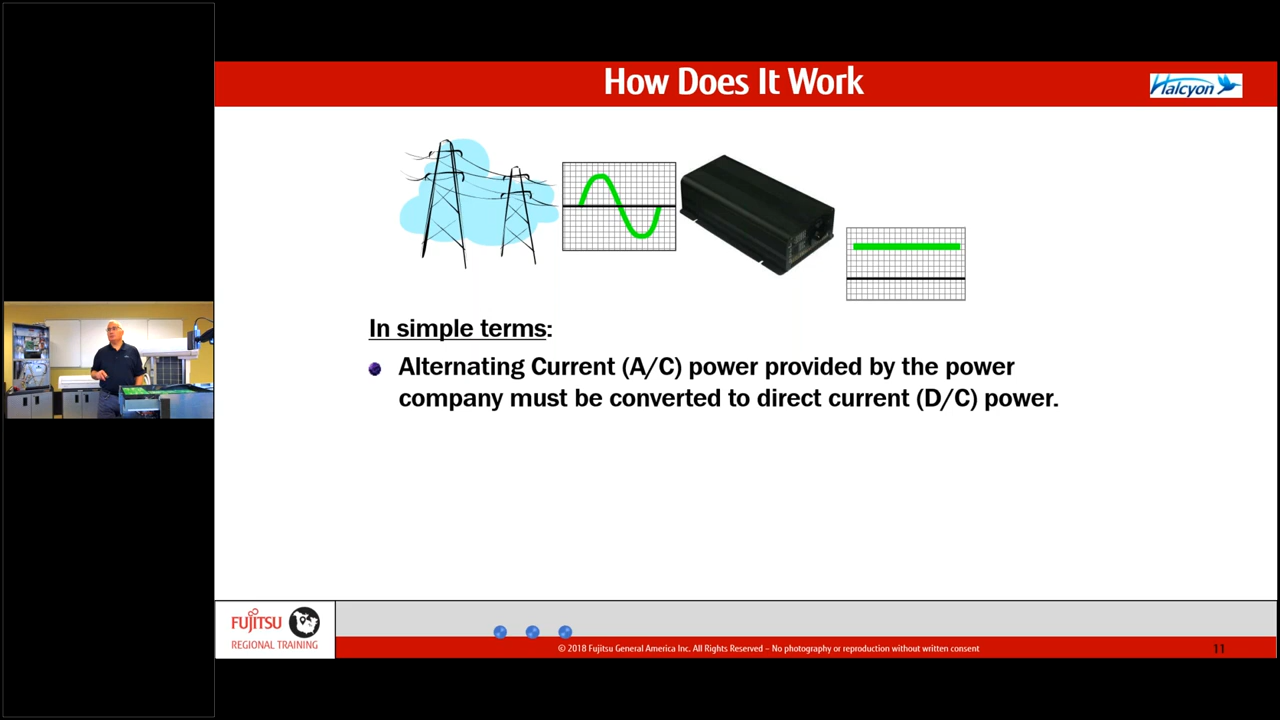 How Does It Work
Halcyon
In simple terms:
Alternating Current (A/C) power provided by the power
company must be converted to direct current (D/C) power.
FUJITSU
REGIONAL TRAINING
© 2018 Fujitsu General America Inc. All Rights Reserved – No photography or reproduction without written consent
11